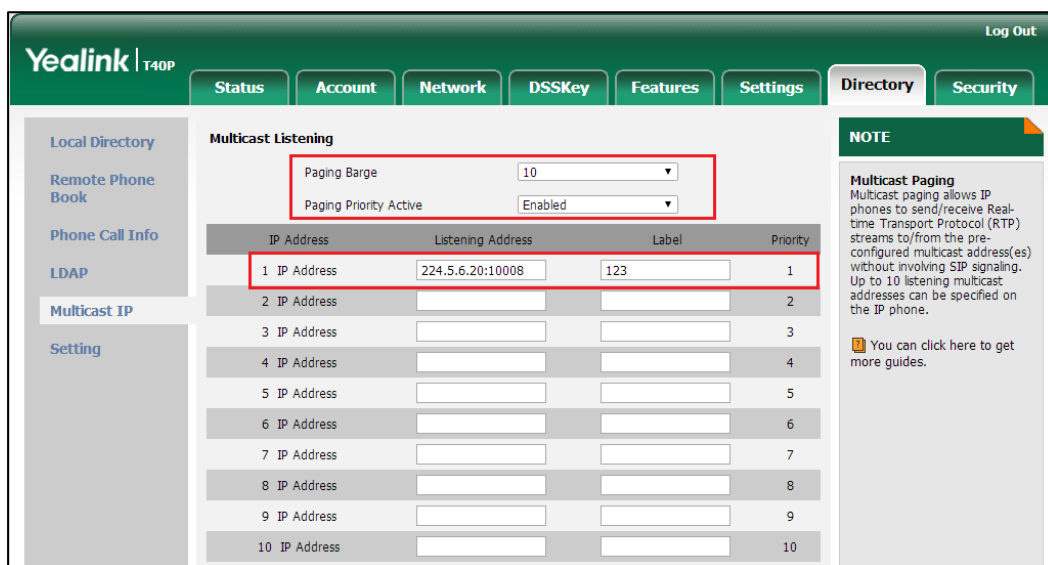 Log Out
Yealink | T40P
Status Account Network DSSKey Features Settings Directory Security
Local Directory
Remote Phone
Book
Phone Call Info
LDAP
Multicast IP
Setting
Multicast Listening
Paging Barge 10
Paging Priority Active Enabled
IP Address Listening Address Label Priority
1 IP Address 224.5.6.20:10008 123 1
2 IP Address 2
3 IP Address 3
4 IP Address 4
5 IP Address 5
6 IP Address 6
7 IP Address 7
8 IP Address 8
9 IP Address 9
10 IP Address 10
NOTE
Multicast Paging
Multicast paging allows IP
phones to send/receive Real-
time Transport Protocol (RTP)
streams to/from the pre-
configured multicast address(es)
without involving SIP signaling.
Up to 10 listening multicast
addresses can be specified on
the IP phone.
? You can click here to get
more guides.